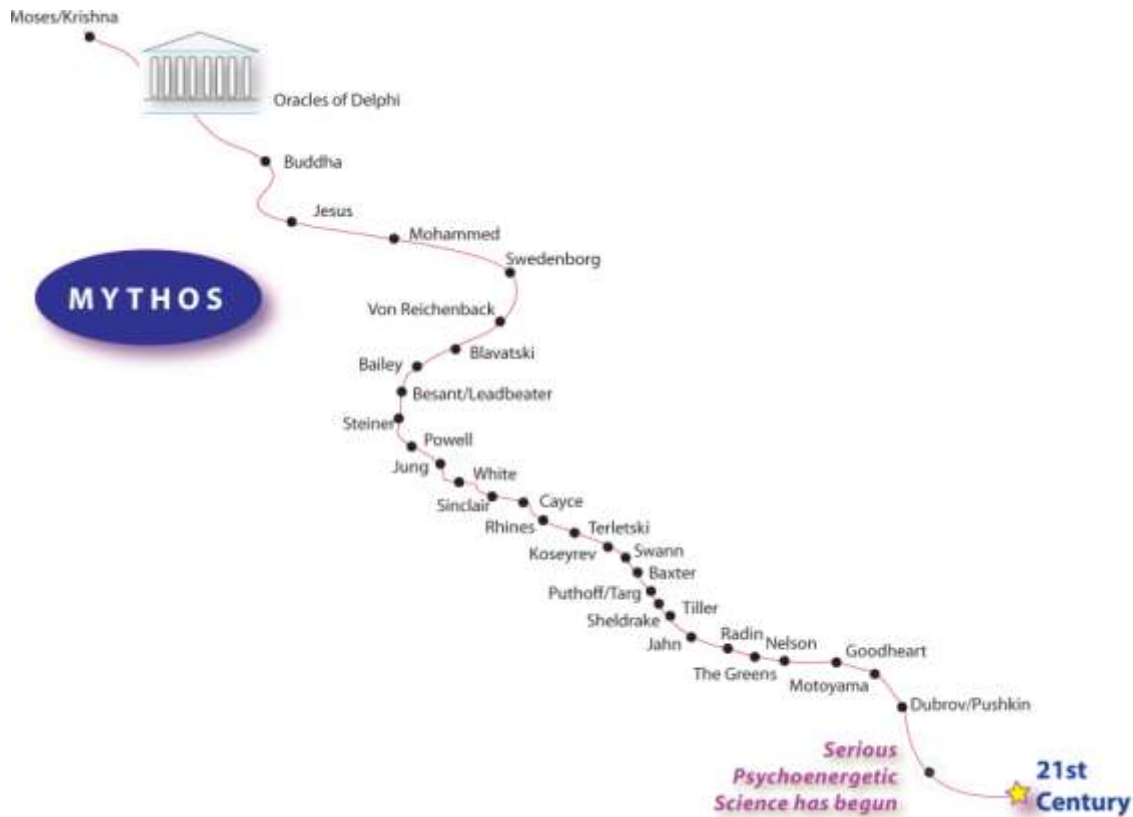 Moses/Krishna
Oracles of Delphi
Buddha
Jesus
Mohammed
Swedenborg
MYTHOS
Von Reichenback
Blavatski
Bailey
Besant/Leadbeater
Steiner
Powell
Jung
White
Sinclair
Cayce
Rhines
Terletski
Koseyrev
Swann
Baxter
Puthoff/Targ
Tiller
Sheldrake
Radin
Jahn
Nelson
The Greens
Goodheart
Motoyama
Dubrov/Pushkin
Serious
Psychoenergetic
Science has begun
21st
Century